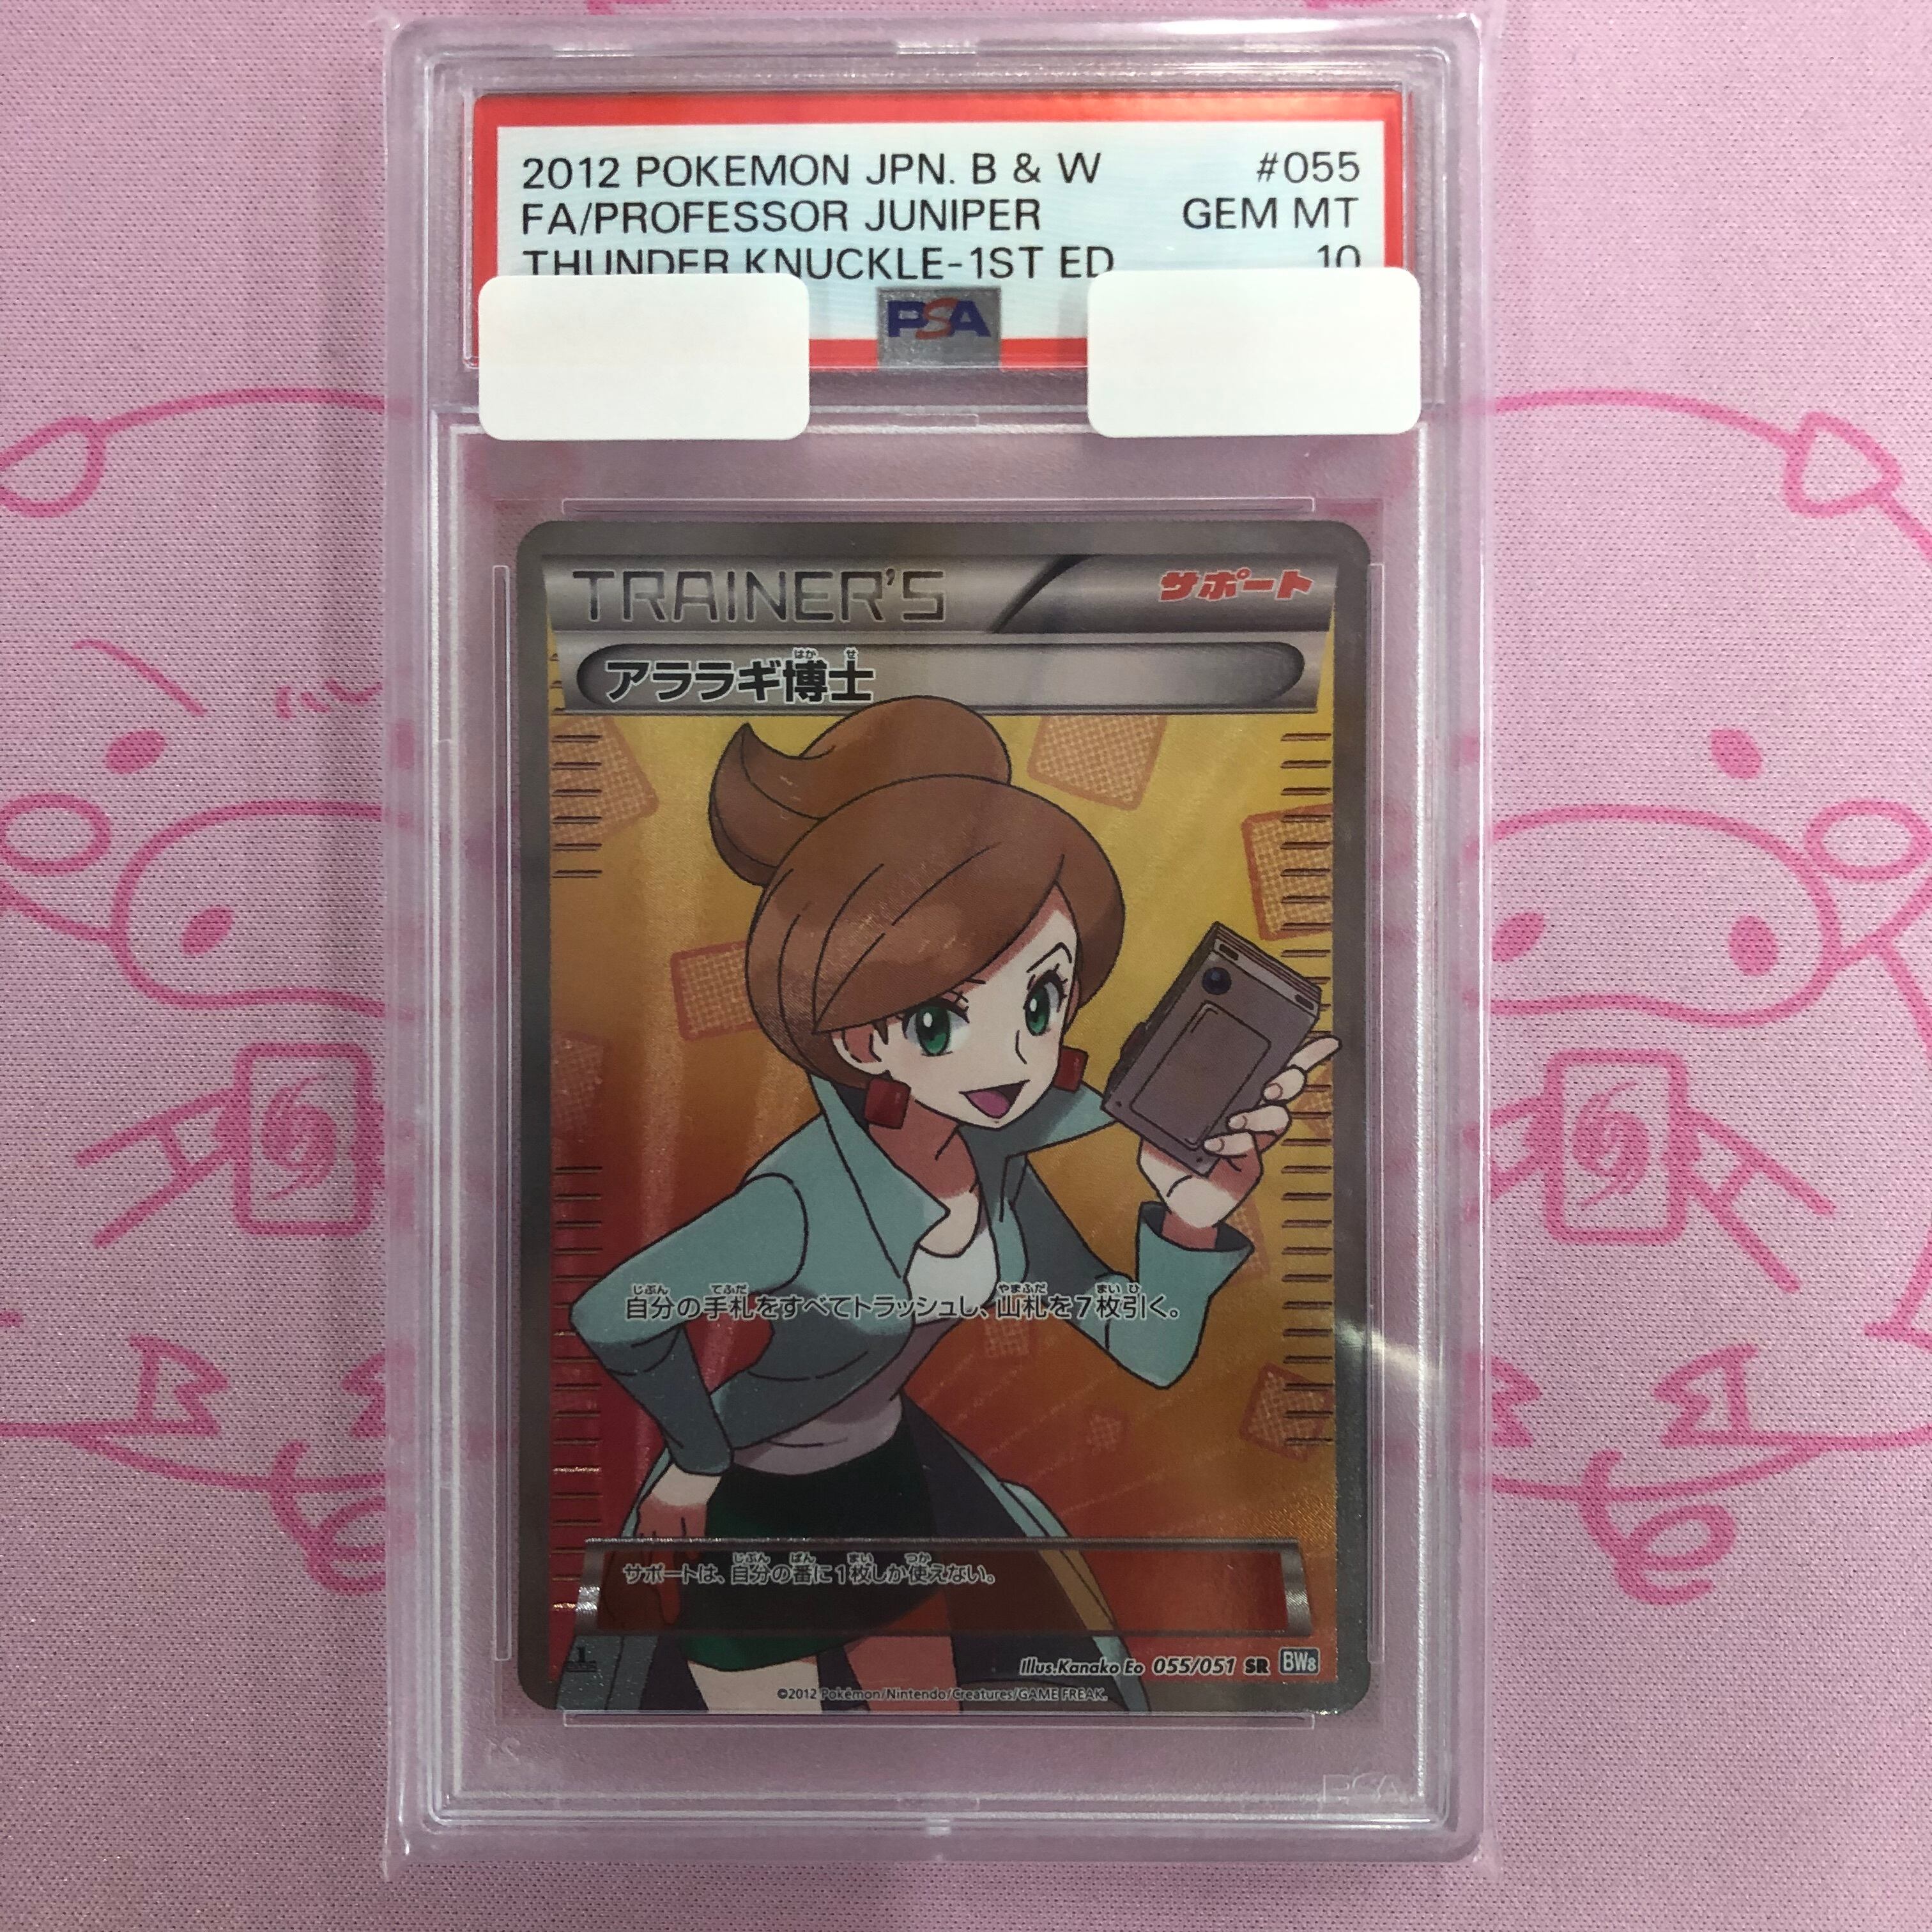 2012 POKEMON JPN. B & W #055
FA/PROFESSOR JUNIPER GEM MT
THUNDER KNUCKLE-1ST ED 10
PSA
TRAINER'S サポート
はかせ
アララギ博士
じぶん てふだ やまふだ まい ひ
自分の手札をすべてトラッシュし、山札を7枚引く。
じぶん ばん まい つか
サポートは、自分の番に1枚しか使えない。
1
Illus.Kanako Eo 055/051 SR BW8
©2012 Pokémon/Nintendo/Creatures/GAME FREAK.
PSA